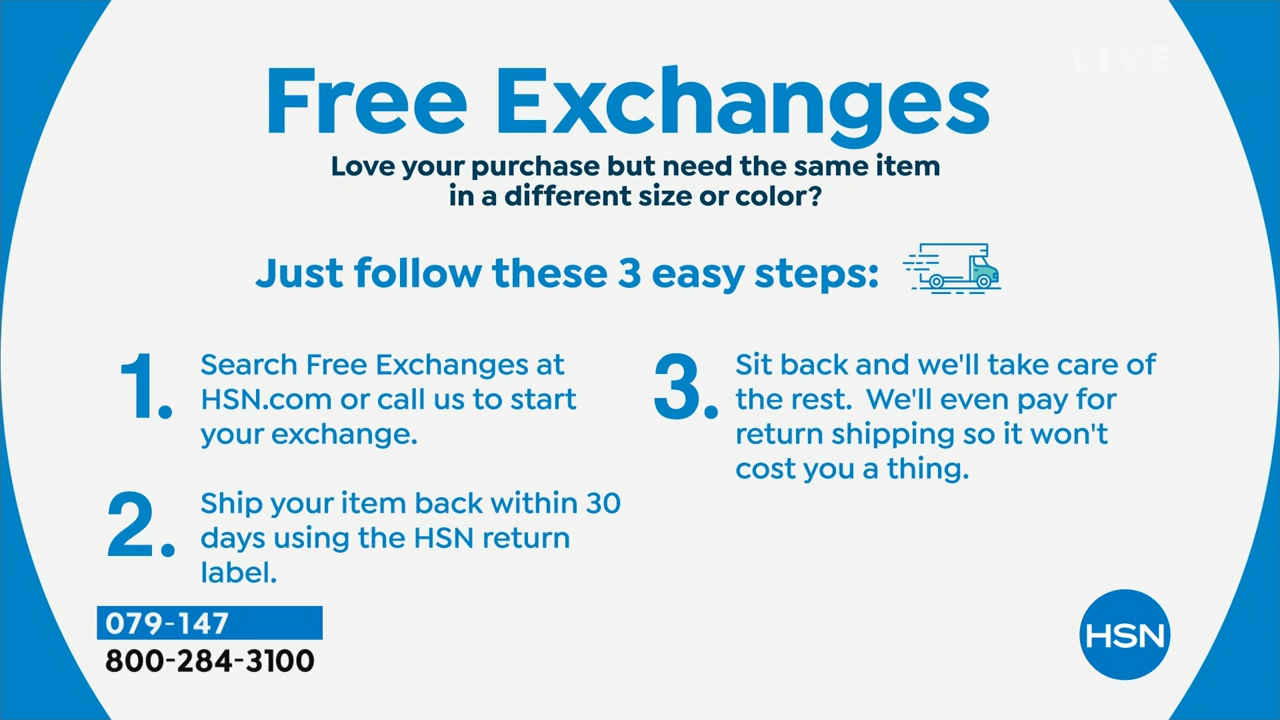 LIVE
Free Exchanges
Love your purchase but need the same item
in a different size or color?
Just follow these 3 easy steps:
1. Search Free Exchanges at
HSN.com or call us to start
your exchange.
2. Ship your item back within 30
days using the HSN return
label.
3. Sit back and we'll take care of
the rest.  We'll even pay for
return shipping so it won't
cost you a thing.
079-147
800-284-3100
HSN